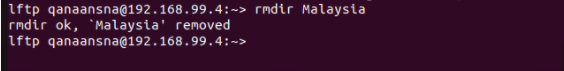 lftp qanaansna@192.168.99.4:~> rmdir Malaysia
rmdir ok, `Malaysia' removed
lftp qanaansna@192.168.99.4:~>